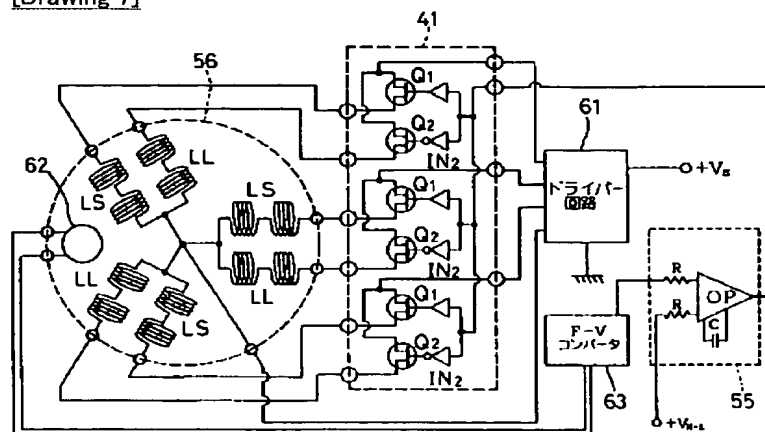 [Drawing 7]
41
56
Q1
Q2
IN2
61
ドライバー
回路
+VB
62
LL
LS
LS
LL
Q1
Q2
IN2
LL
LS
Q1
Q2
IN2
F-V
コンバータ
63
R
R
OP
C
55
+VH-L